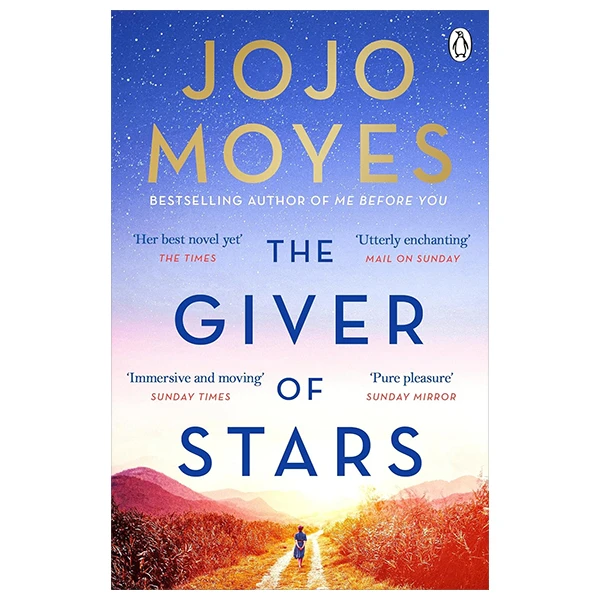 JOJO
MOYES
BESTSELLING AUTHOR OF ME BEFORE YOU
'Her best novel yet'
THE TIMES
'Utterly enchanting'
MAIL ON SUNDAY
THE
GIVER
'Immersive and moving'
SUNDAY TIMES
OF
'Pure pleasure'
SUNDAY MIRROR
STARS